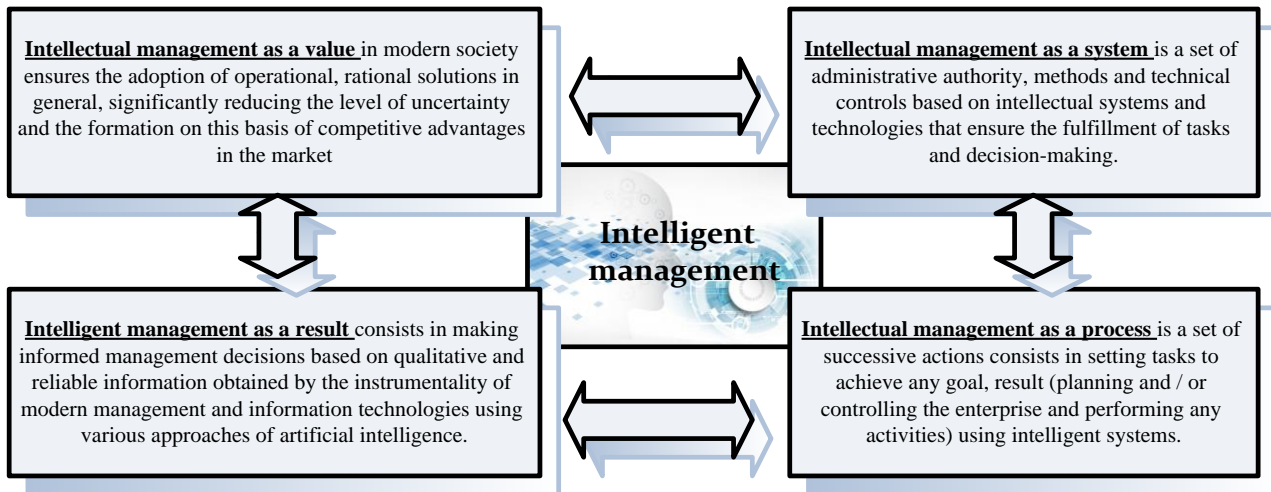 Intellectual management as a value in modern society
ensures the adoption of operational, rational solutions in
general, significantly reducing the level of uncertainty
and the formation on this basis of competitive advantages
in the market
Intellectual management as a system is a set of
administrative authority, methods and technical
controls based on intellectual systems and
technologies that ensure the fulfillment of tasks
and decision-making.
Intelligent
management
Intelligent management as a result consists in making
informed management decisions based on qualitative and
reliable information obtained by the instrumentality of
modern management and information technologies using
various approaches of artificial intelligence.
Intellectual management as a process is a set of
successive actions consists in setting tasks to
achieve any goal, result (planning and / or
controlling the enterprise and performing any
activities) using intelligent systems.